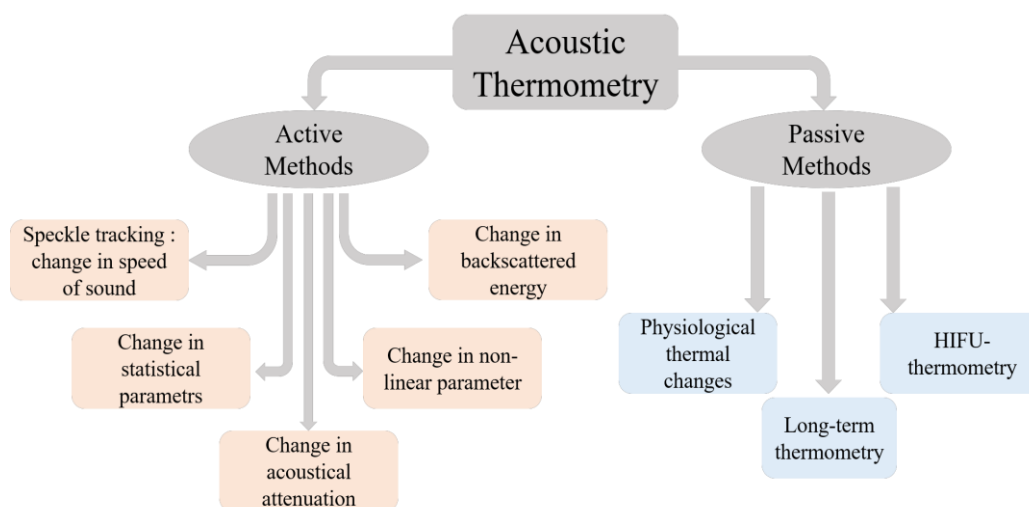 Acoustic
Thermometry
Active
Methods
Passive
Methods
Speckle tracking :
change in speed
of sound
Change in
backscattered
energy
Change in
statistical
parametrs
Change in non-
linear parameter
Change in
acoustical
attenuation
Physiological
thermal
changes
HIFU-
thermometry
Long-term
thermometry